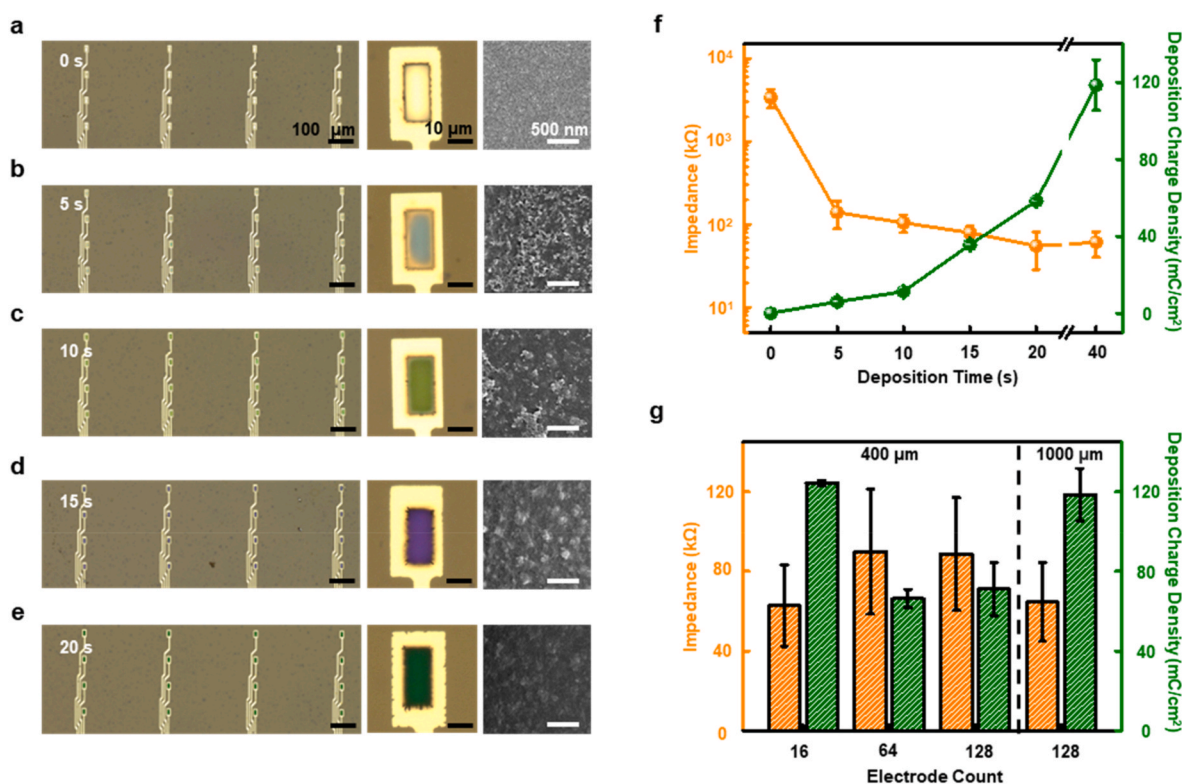 a
0 s
100 µm
10 µm
500 nm
b
5 s
c
10 s
d
15 s
e
20 s
f
10⁴
10³
10²
10¹
Impedance (kΩ)
120
80
40
0
Deposition Charge Density (mC/cm²)
0 5 10 15 20 40
Deposition Time (s)
g
400 µm 1000 µm
120
80
40
0
Impedance (kΩ)
120
80
40
0
Deposition Charge Density (mC/cm²)
16 64 128 128
Electrode Count